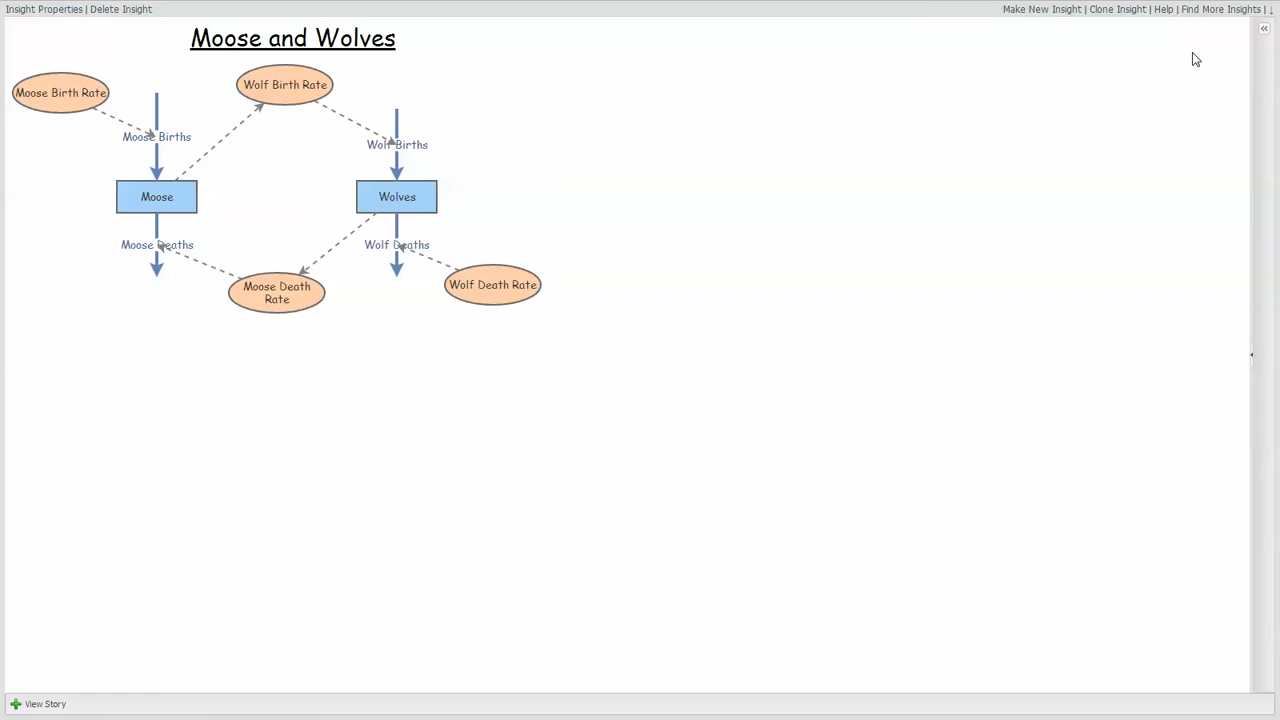 Insight Properties | Delete Insight
Make New Insight | Clone Insight | Help | Find More Insights | ↓
Moose and Wolves
Moose Birth Rate
Wolf Birth Rate
Moose Births
Wolf Births
Moose
Wolves
Moose Deaths
Wolf Deaths
Moose Death
Rate
Wolf Death Rate
View Story